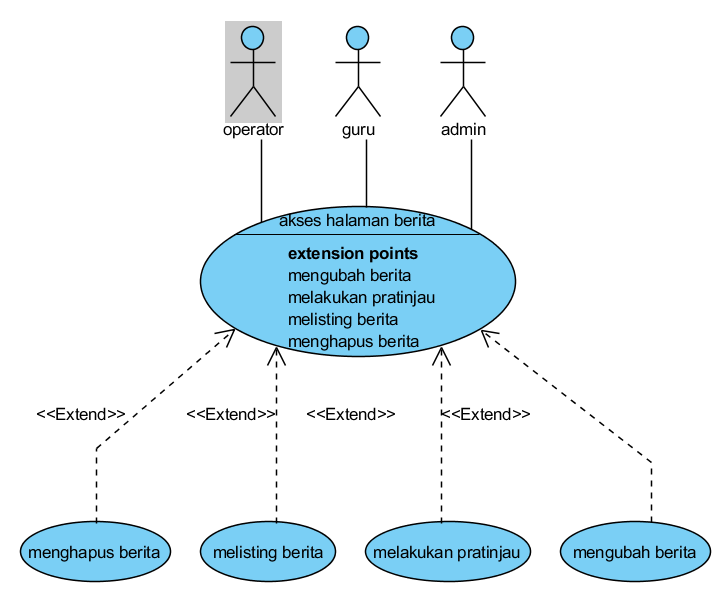 operator
guru
admin
akses halaman berita
extension points
mengubah berita
melakukan pratinjau
melisting berita
menghapus berita
<<Extend>>
<<Extend>>
<<Extend>>
<<Extend>>
menghapus berita
melisting berita
melakukan pratinjau
mengubah berita